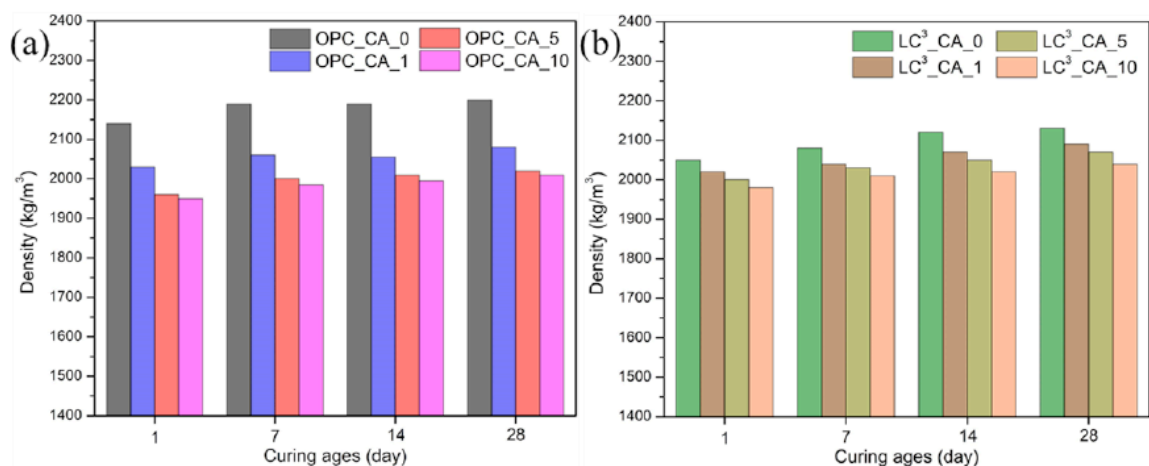 (a)
OPC_CA_0 OPC_CA_5
OPC_CA_1 OPC_CA_10
Density (kg/m³)
2400
2300
2200
2100
2000
1900
1800
1700
1600
1500
1400
1 7 14 28
Curing ages (day)
(b)
LC³_CA_0 LC³_CA_5
LC³_CA_1 LC³_CA_10
Density (kg/m³)
2400
2300
2200
2100
2000
1900
1800
1700
1600
1500
1400
1 7 14 28
Curing ages (day)